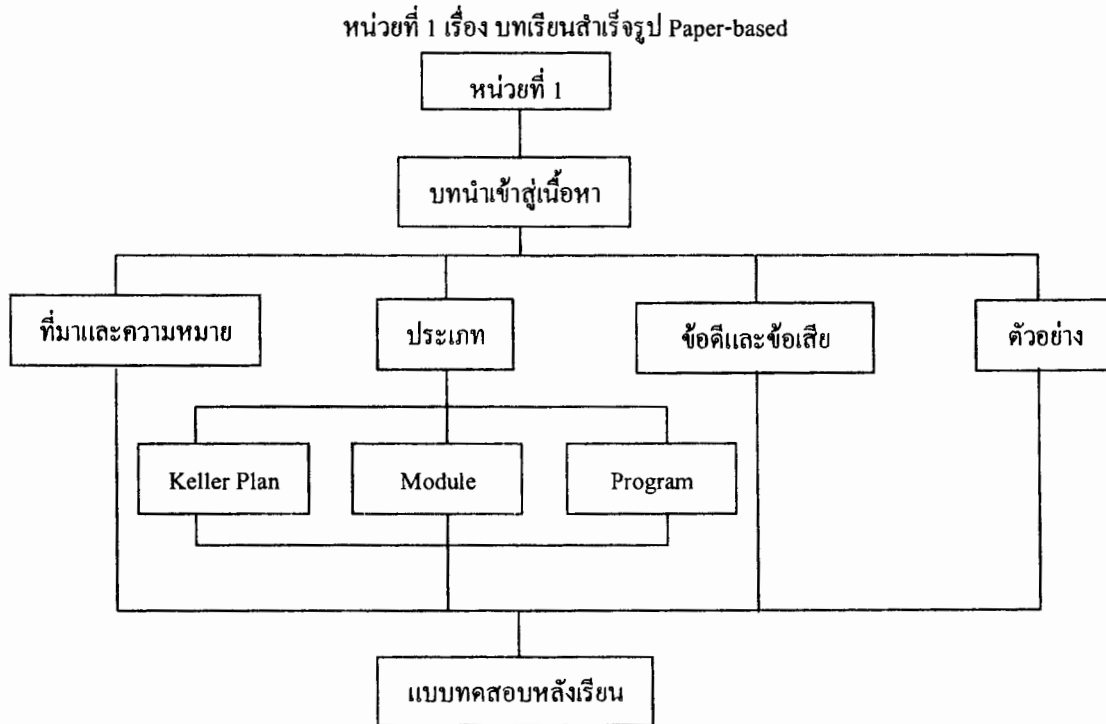 หน่วยที่ 1 เรื่อง บทเรียนสำเร็จรูป Paper-based
หน่วยที่ 1
บทนำเข้าสู่เนื้อหา
ที่มาและความหมาย
ประเภท
ข้อดีและข้อเสีย
ตัวอย่าง
Keller Plan
Module
Program
แบบทดสอบหลังเรียน